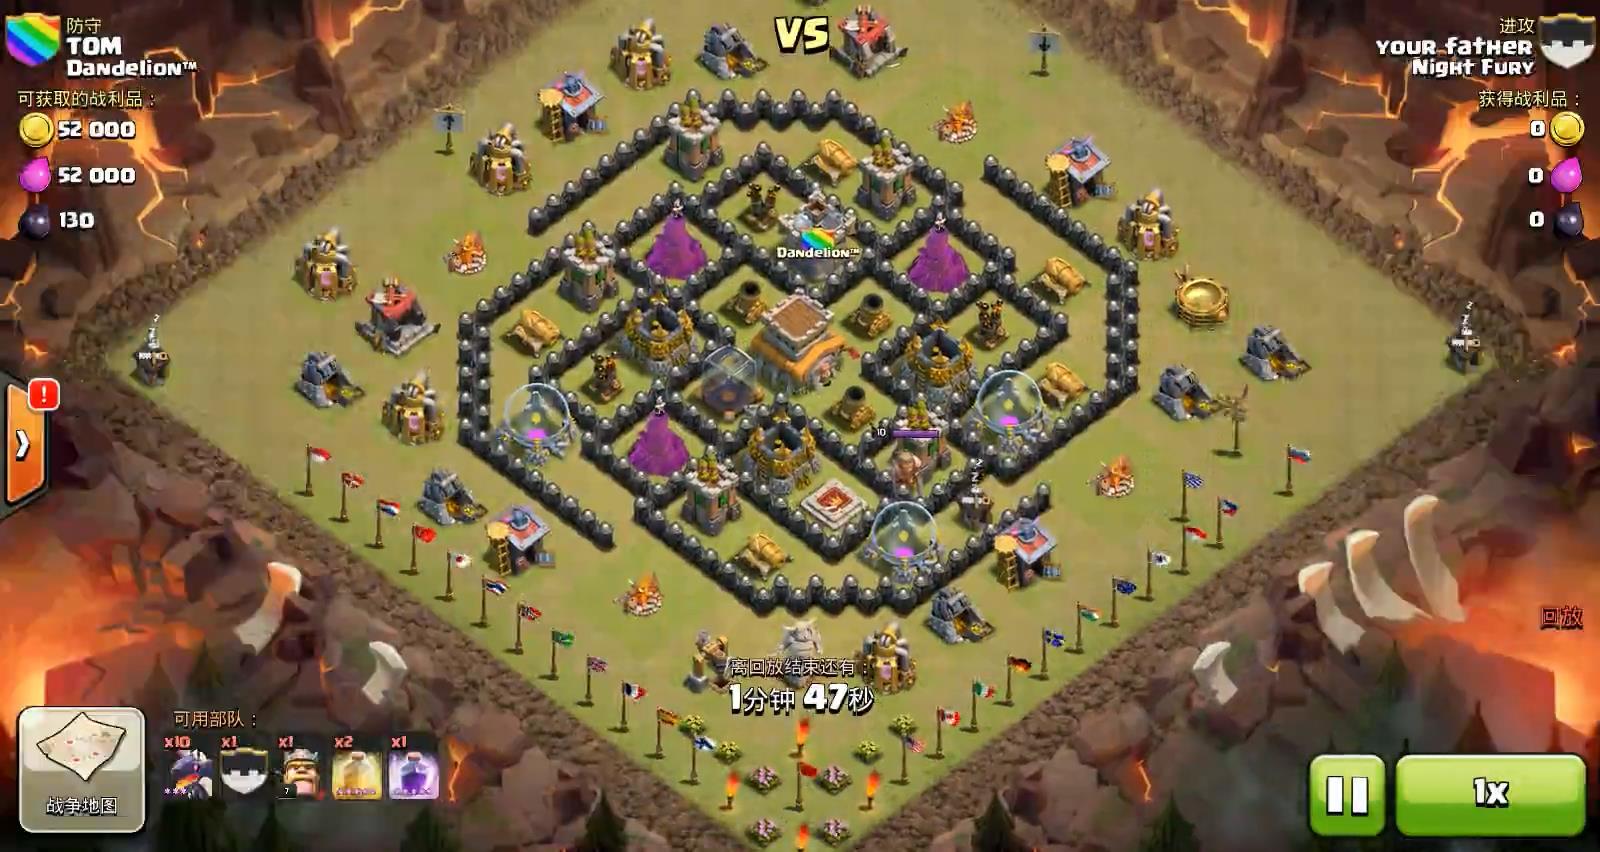 防守
TOM
Dandelion™
可获取的战利品：
52 000
52 000
130
VS
进攻
YOUR father
Night Fury
获得战利品：
0
0
0
Dandelion™
10
!
回放
离回放结束还有：
1分钟 47秒
可用部队：
x10
x1
x1
x2
x1
7
战争地图
1x